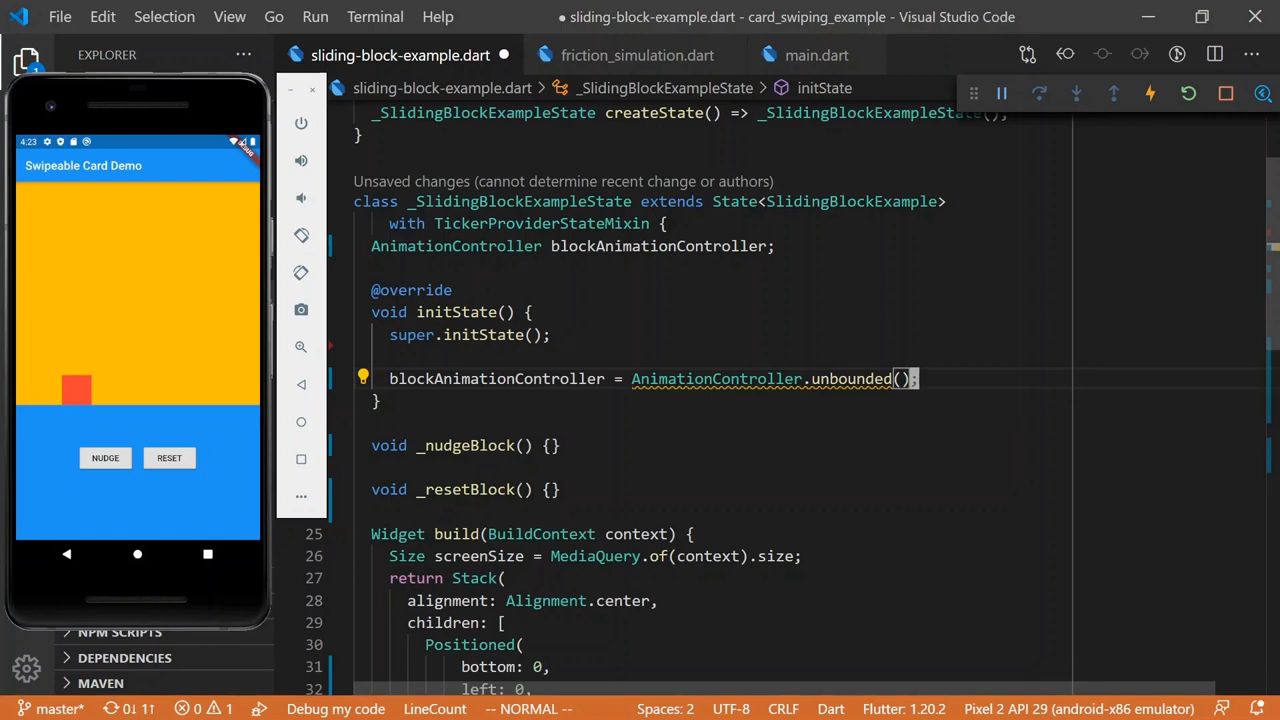 File Edit Selection View Go Run Terminal Help
● sliding-block-example.dart - card_swiping_example - Visual Studio Code
EXPLORER
sliding-block-example.dart
friction_simulation.dart
main.dart
sliding-block-example.dart > _SlidingBlockExampleState > initState
_SlidingBlockExampleState createState() => _SlidingBlockExampleState();
}
Unsaved changes (cannot determine recent change or authors)
class _SlidingBlockExampleState extends State<SlidingBlockExample>
with TickerProviderStateMixin {
AnimationController blockAnimationController;
@override
void initState() {
super.initState();
blockAnimationController = AnimationController.unbounded();
}
void _nudgeBlock() {}
void _resetBlock() {}
25 Widget build(BuildContext context) {
26 Size screenSize = MediaQuery.of(context).size;
27 return Stack(
28 alignment: Alignment.center,
29 children: [
30 Positioned(
31 bottom: 0,
32 left: 0,
4:23
DEBUG
Swipeable Card Demo
NUDGE
RESET
1
NPM SCRIPTS
DEPENDENCIES
MAVEN
master* 0↓ 1↑ 0 1 Debug my code LineCount -- NORMAL -- Spaces: 2 UTF-8 CRLF Dart Flutter: 1.20.2 Pixel 2 API 29 (android-x86 emulator)